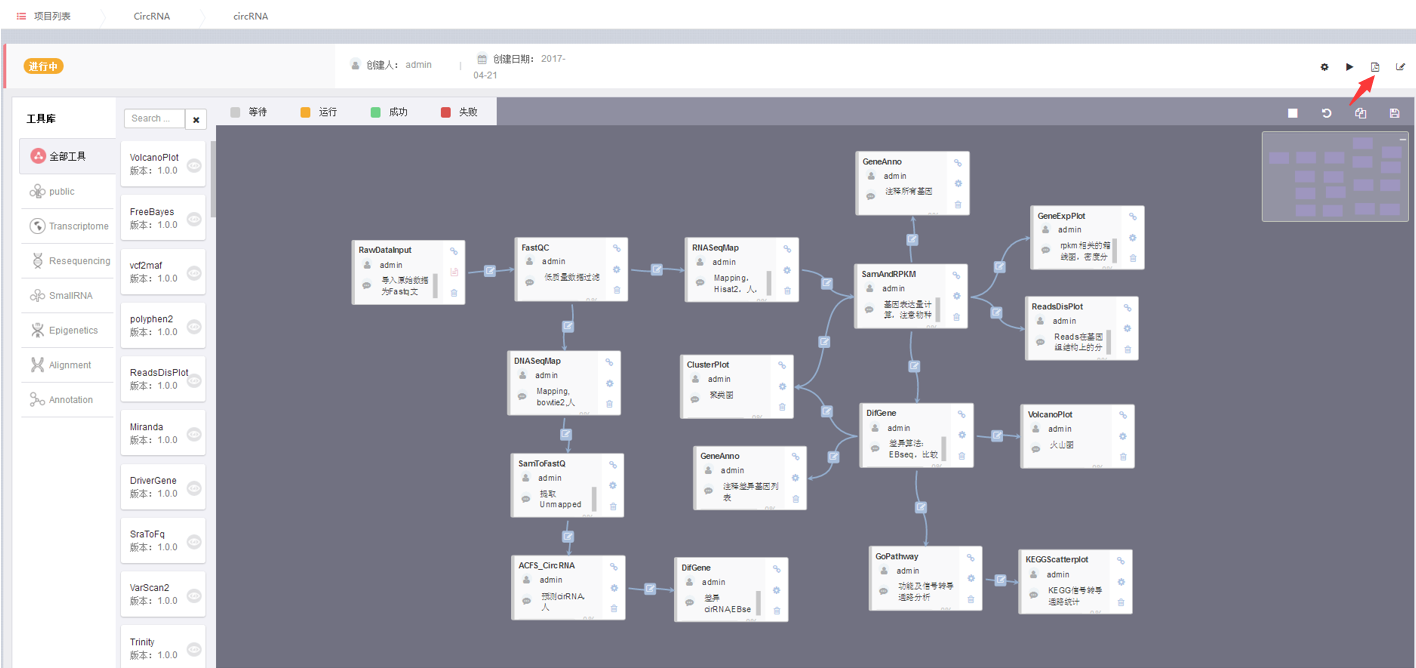 项目列表
CircRNA
circRNA
进行中
创建人： admin
创建日期： 2017-
04-21
工具库
Search ...
等待
运行
成功
失败
全部工具
public
Transcriptome
Resequencing
SmallRNA
Epigenetics
Alignment
Annotation
VolcanoPlot
版本：1.0.0
FreeBayes
版本：1.0.0
vcf2maf
版本：1.0.0
polyphen2
版本：1.0.0
ReadsDisPlot
版本：1.0.0
Miranda
版本：1.0.0
DriverGene
版本：1.0.0
SraToFq
版本：1.0.0
VarScan2
版本：1.0.0
Trinity
版本：1.0.0
RawDataInput
admin
导入原始数据
为Fastq文
FastQC
admin
低质量数据过滤
RNASeqMap
admin
Mapping,
Hisat2，人,
GeneAnno
admin
注释所有基因
SamAndRPKM
admin
基因表达量计
算，注意物种
GeneExpPlot
admin
rpkm相关的箱
线图，密度分
ReadsDisPlot
admin
Reads在基因
组结构上的分
DNASeqMap
admin
Mapping,
bowtie2,人
ClusterPlot
admin
聚类图
DifGene
admin
差异算法:
EBseq，比较
VolcanoPlot
admin
火山图
SamToFastQ
admin
提取
Unmapped
GeneAnno
admin
注释差异基因列
表
ACFS_CircRNA
admin
预测cirRNA,
人
DifGene
admin
差异
cirRNA,EBse
GoPathway
admin
功能及信号转导
通路分析
KEGGScatterplot
admin
KEGG信号转导
通路统计